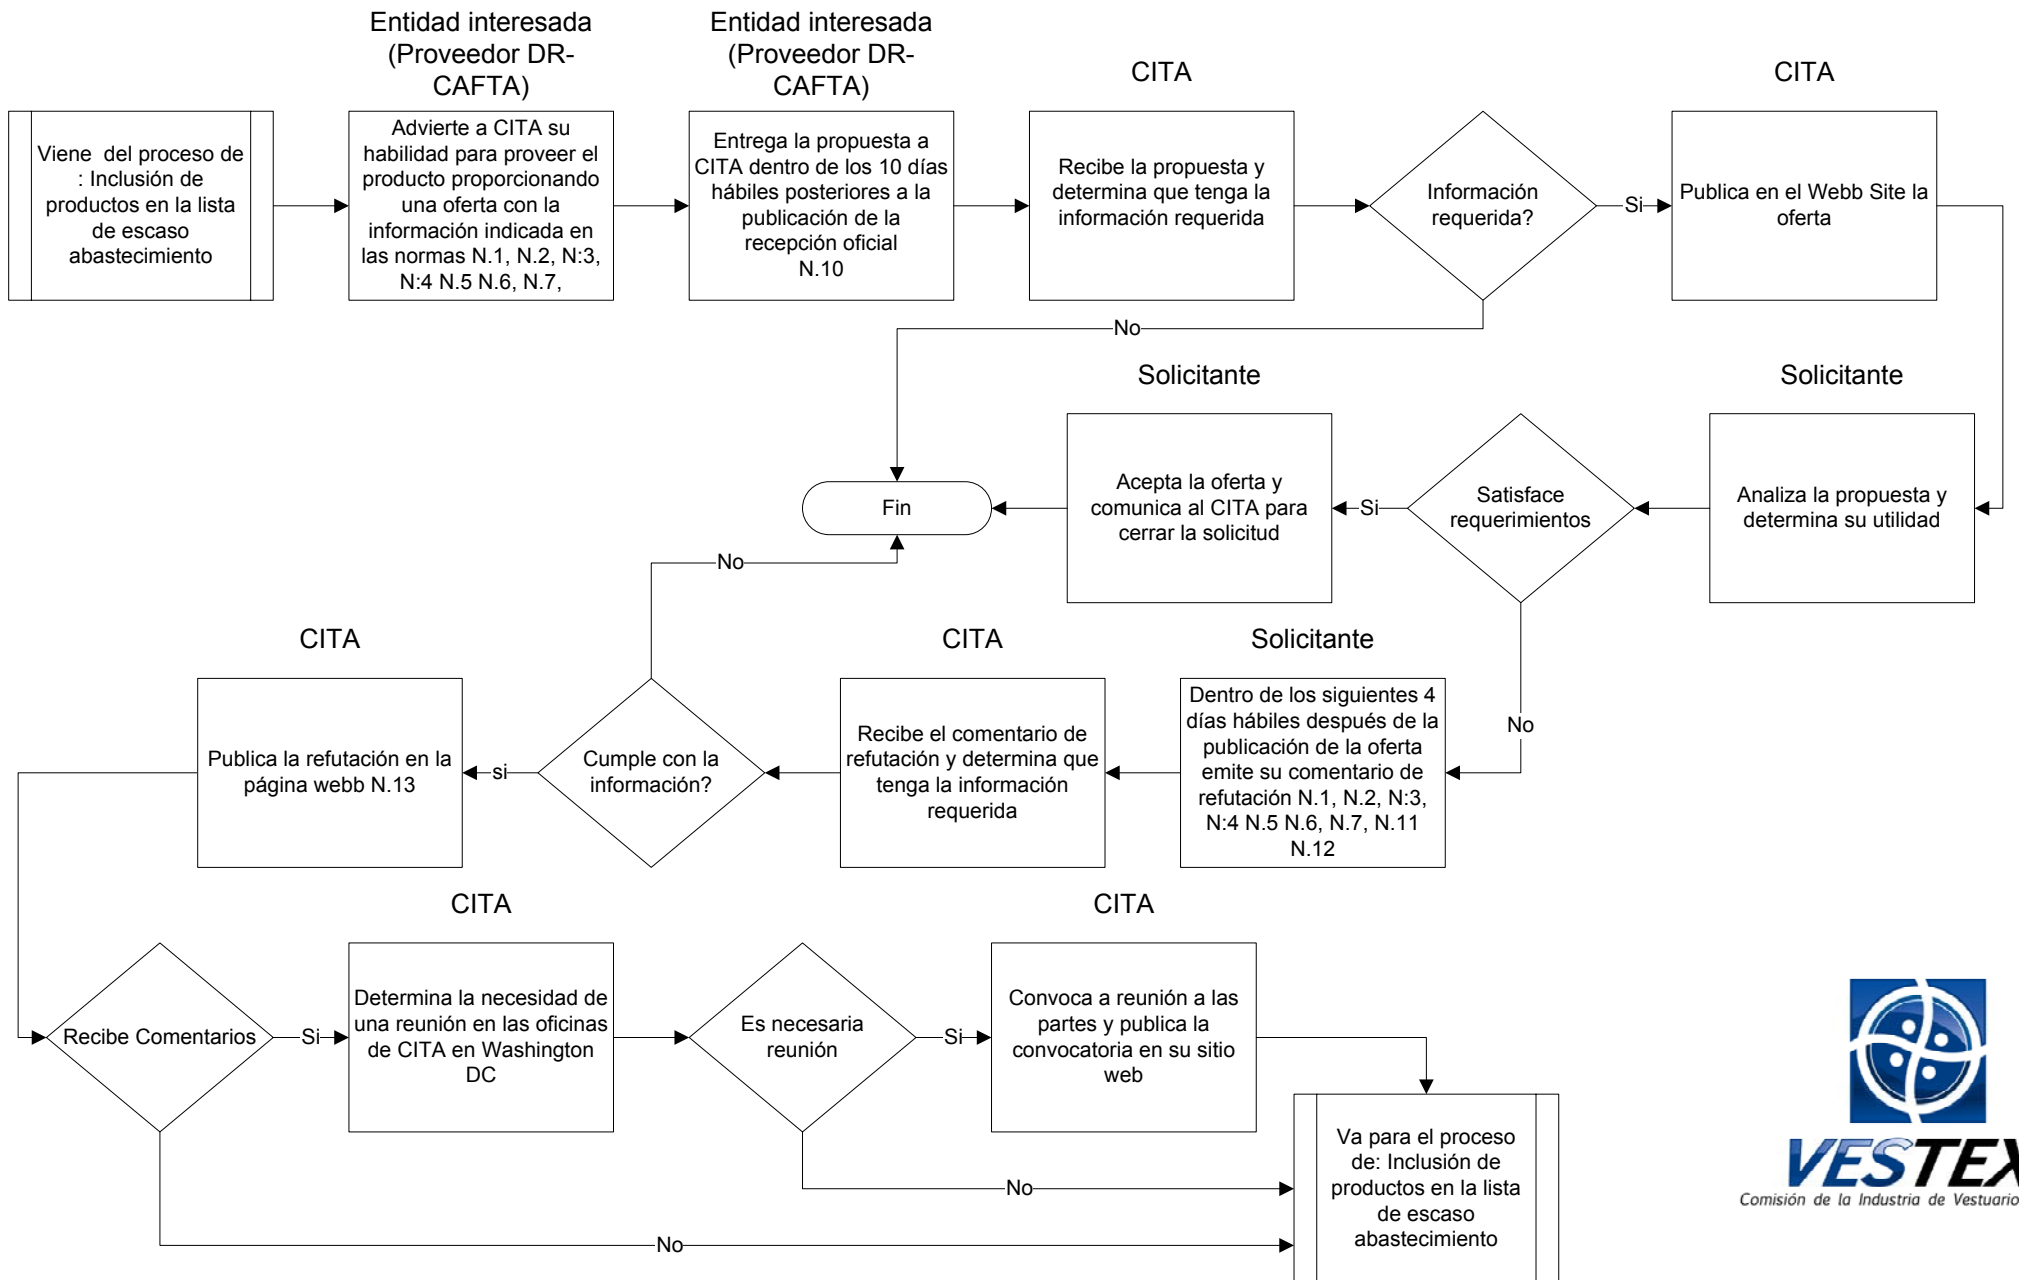 Entidad interesada
(Proveedor DR-
CAFTA)
Entidad interesada
(Proveedor DR-
CAFTA)
CITA
CITA
Viene del proceso de
: Inclusión de
productos en la lista
de escaso
abastecimiento
Advierte a CITA su
habilidad para proveer el
producto proporcionando
una oferta con la
información indicada en
las normas N.1, N.2, N:3,
N:4 N.5 N.6, N.7,
Entrega la propuesta a
CITA dentro de los 10 días
hábiles posteriores a la
publicación de la
recepción oficial
N.10
Recibe la propuesta y
determina que tenga la
información requerida
Información
requerida?
Si
Publica en el Webb Site la
oferta
No
Solicitante
Solicitante
Fin
Acepta la oferta y
comunica al CITA para
cerrar la solicitud
Si
Satisface
requerimientos
Analiza la propuesta y
determina su utilidad
No
CITA
CITA
Solicitante
Publica la refutación en la
página webb N.13
si
Cumple con la
información?
Recibe el comentario de
refutación y determina que
tenga la información
requerida
Dentro de los siguientes 4
días hábiles después de la
publicación de la oferta
emite su comentario de
refutación N.1, N.2, N:3,
N:4 N.5 N.6, N.7, N.11
N.12
No
CITA
CITA
Recibe Comentarios
Si
Determina la necesidad de
una reunión en las oficinas
de CITA en Washington
DC
Es necesaria
reunión
Si
Convoca a reunión a las
partes y publica la
convocatoria en su sitio
web
No
No
Va para el proceso
de: Inclusión de
productos en la lista
de escaso
abastecimiento
VESTEX
Comisión de la Industria de Vestuario